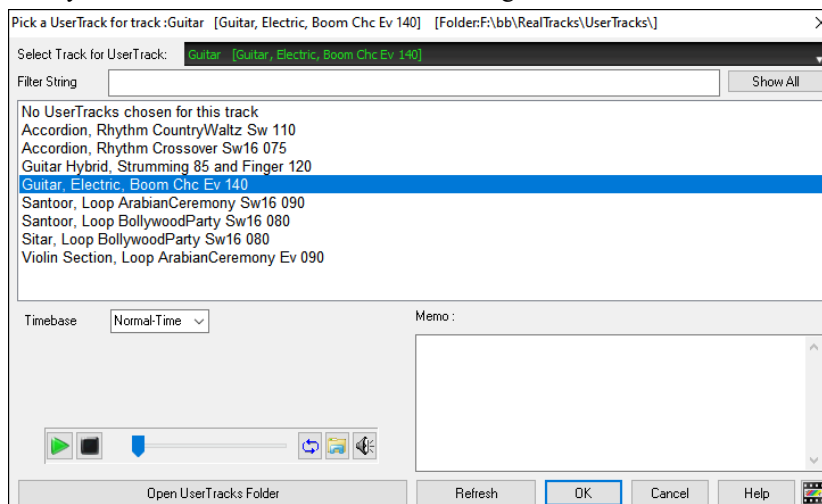 Pick a UserTrack for track :Guitar   [Guitar, Electric, Boom Chc Ev 140]   [Folder:F:\bb\RealTracks\UserTracks\]
Select Track for UserTrack: Guitar   [Guitar, Electric, Boom Chc Ev 140]
Filter String Show All
No UserTracks chosen for this track
Accordion, Rhythm CountryWaltz Sw 110
Accordion, Rhythm Crossover Sw16 075
Guitar Hybrid, Strumming 85 and Finger 120
Guitar, Electric, Boom Chc Ev 140
Santoor, Loop ArabianCeremony Sw16 090
Santoor, Loop BollywoodParty Sw16 080
Sitar, Loop BollywoodParty Sw16 080
Violin Section, Loop ArabianCeremony Ev 090
Timebase Normal-Time Memo :
Open UserTracks Folder Refresh OK Cancel Help